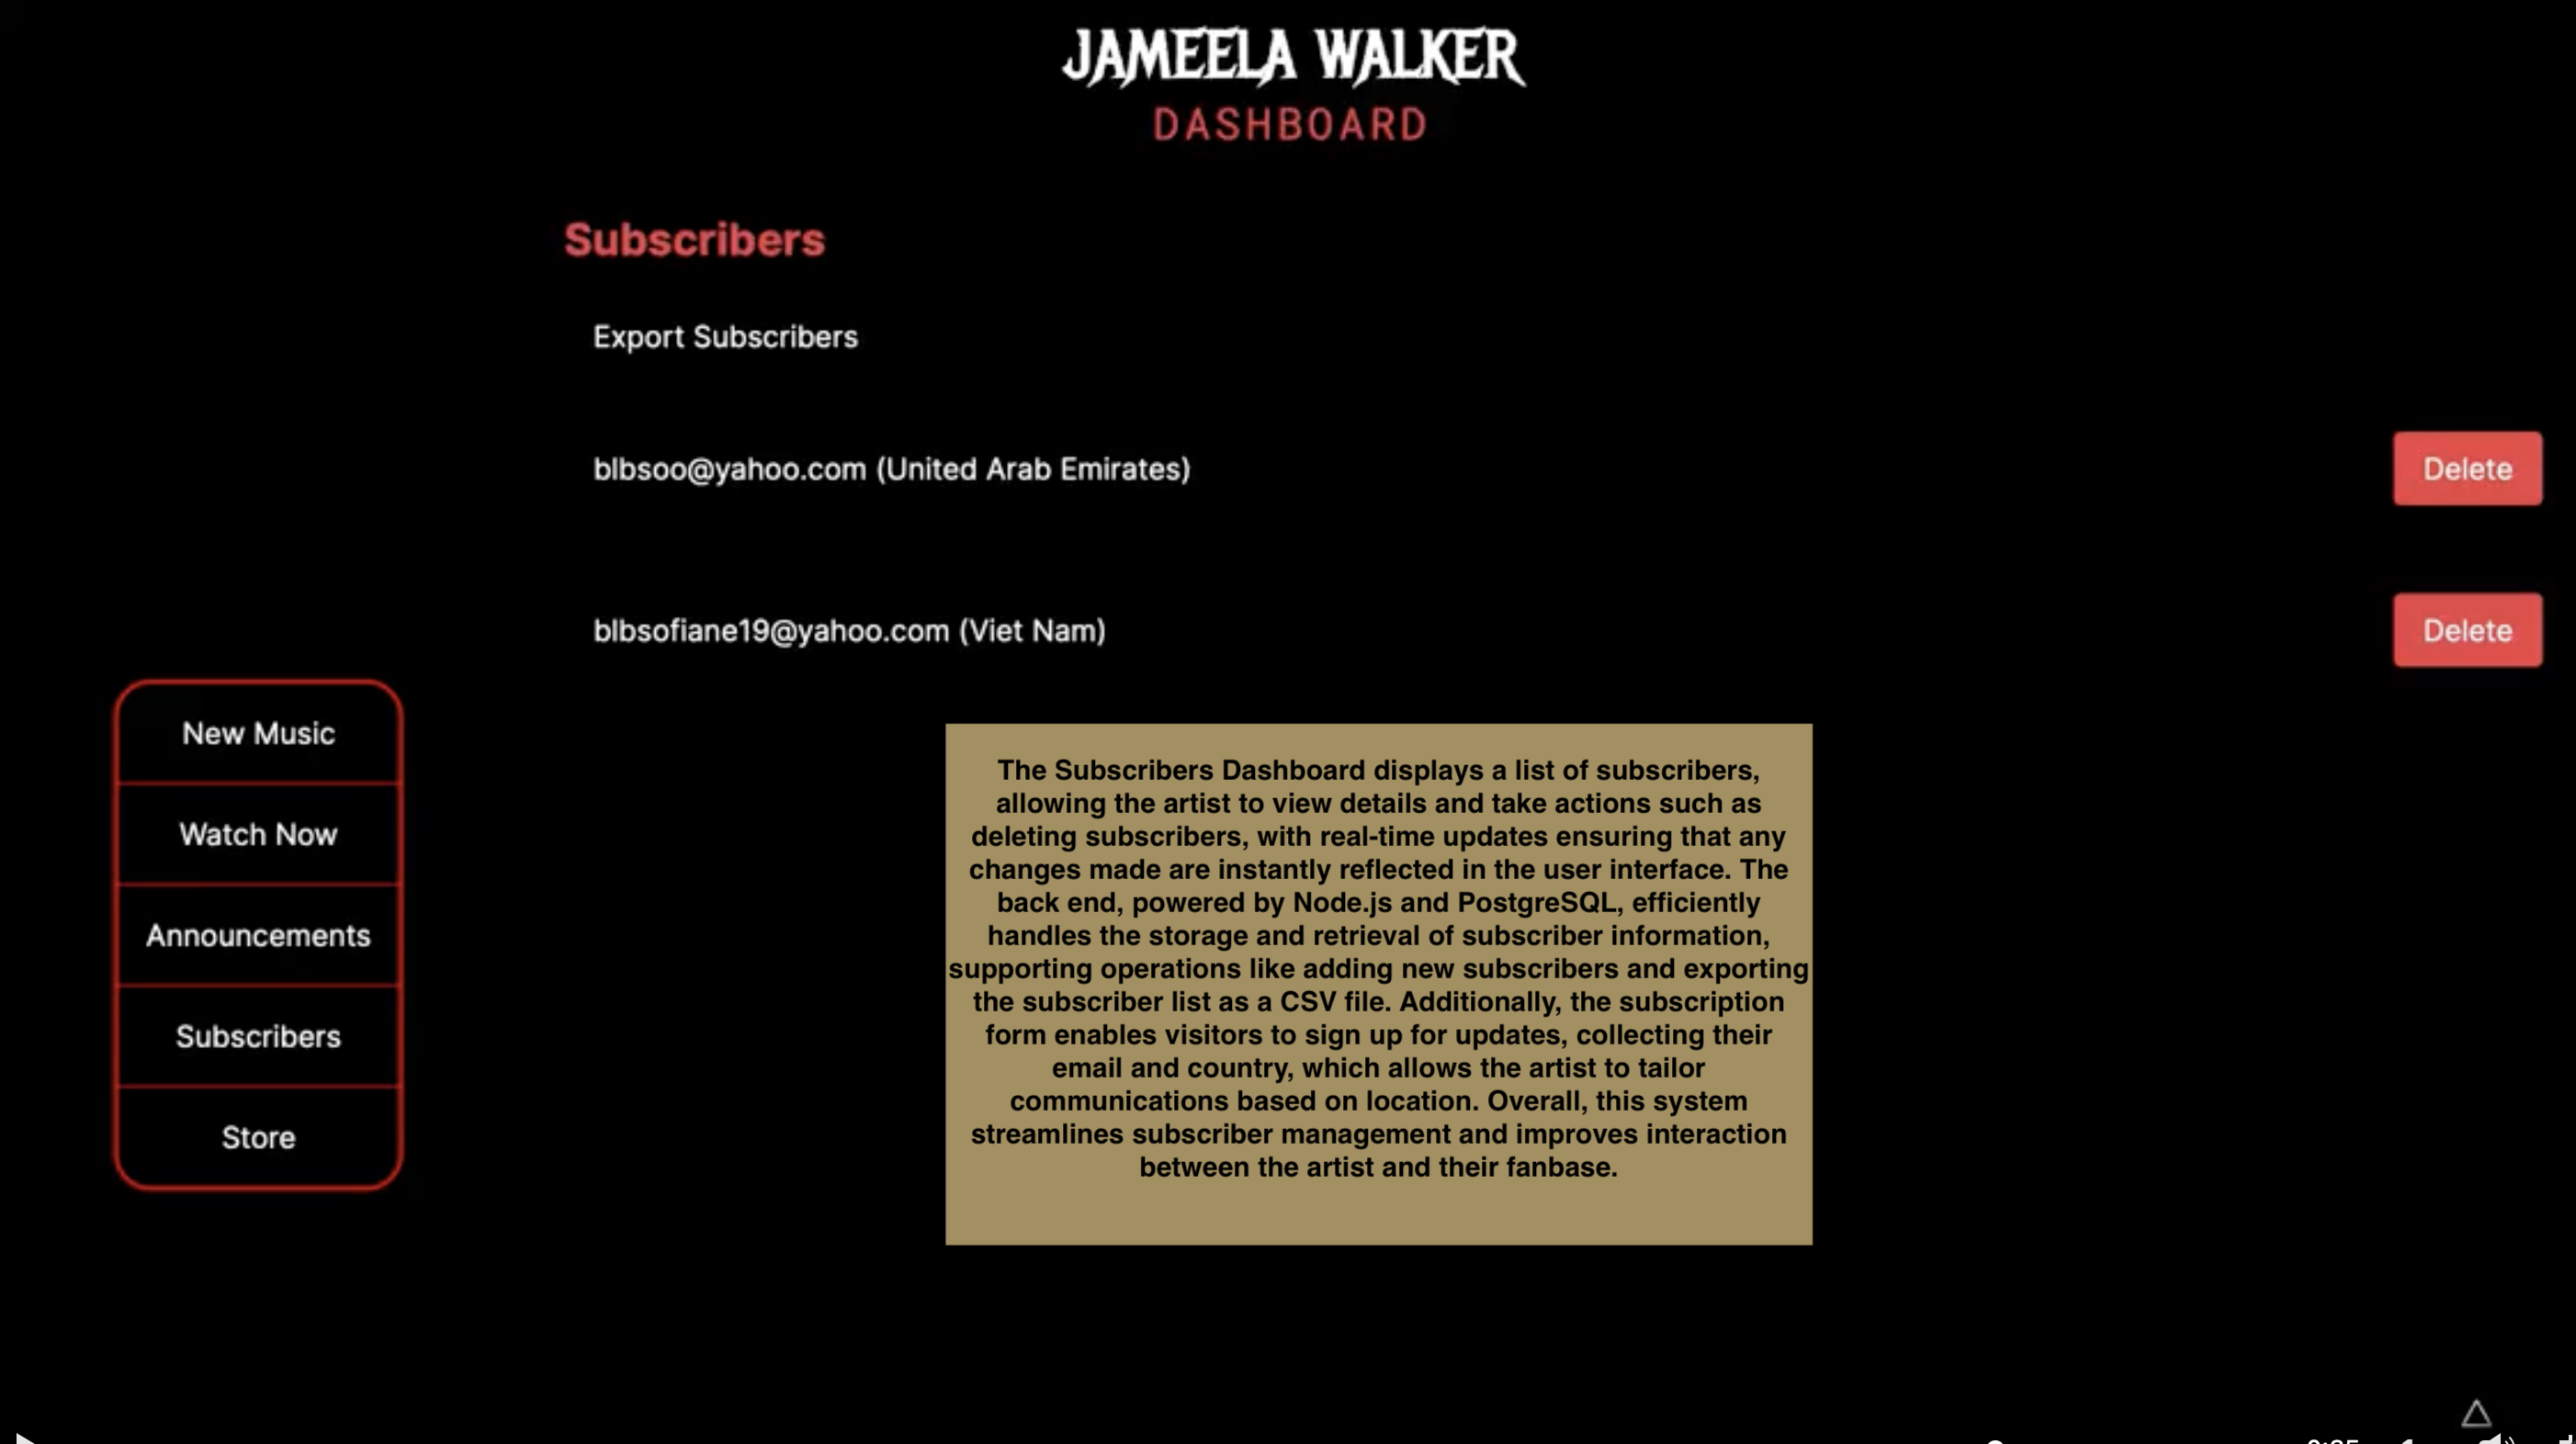 JAMEELA WALKER
DASHBOARD
Subscribers
Export Subscribers
blbsoo@yahoo.com (United Arab Emirates)
Delete
blbsofiane19@yahoo.com (Viet Nam)
Delete
New Music
Watch Now
Announcements
Subscribers
Store
The Subscribers Dashboard displays a list of subscribers,
allowing the artist to view details and take actions such as
deleting subscribers, with real-time updates ensuring that any
changes made are instantly reflected in the user interface. The
back end, powered by Node.js and PostgreSQL, efficiently
handles the storage and retrieval of subscriber information,
supporting operations like adding new subscribers and exporting
the subscriber list as a CSV file. Additionally, the subscription
form enables visitors to sign up for updates, collecting their
email and country, which allows the artist to tailor
communications based on location. Overall, this system
streamlines subscriber management and improves interaction
between the artist and their fanbase.